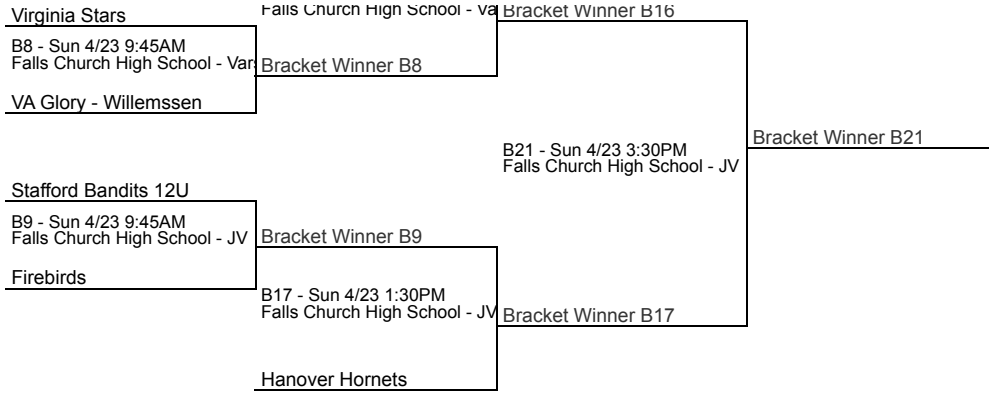 Virginia Stars
B8 - Sun 4/23 9:45AM
Falls Church High School - Var
VA Glory - Willemssen
Falls Church High School - Va
Bracket Winner B8
Bracket Winner B16
B21 - Sun 4/23 3:30PM
Falls Church High School - JV
Bracket Winner B21
Stafford Bandits 12U
B9 - Sun 4/23 9:45AM
Falls Church High School - JV
Firebirds
Bracket Winner B9
B17 - Sun 4/23 1:30PM
Falls Church High School - JV
Hanover Hornets
Bracket Winner B17